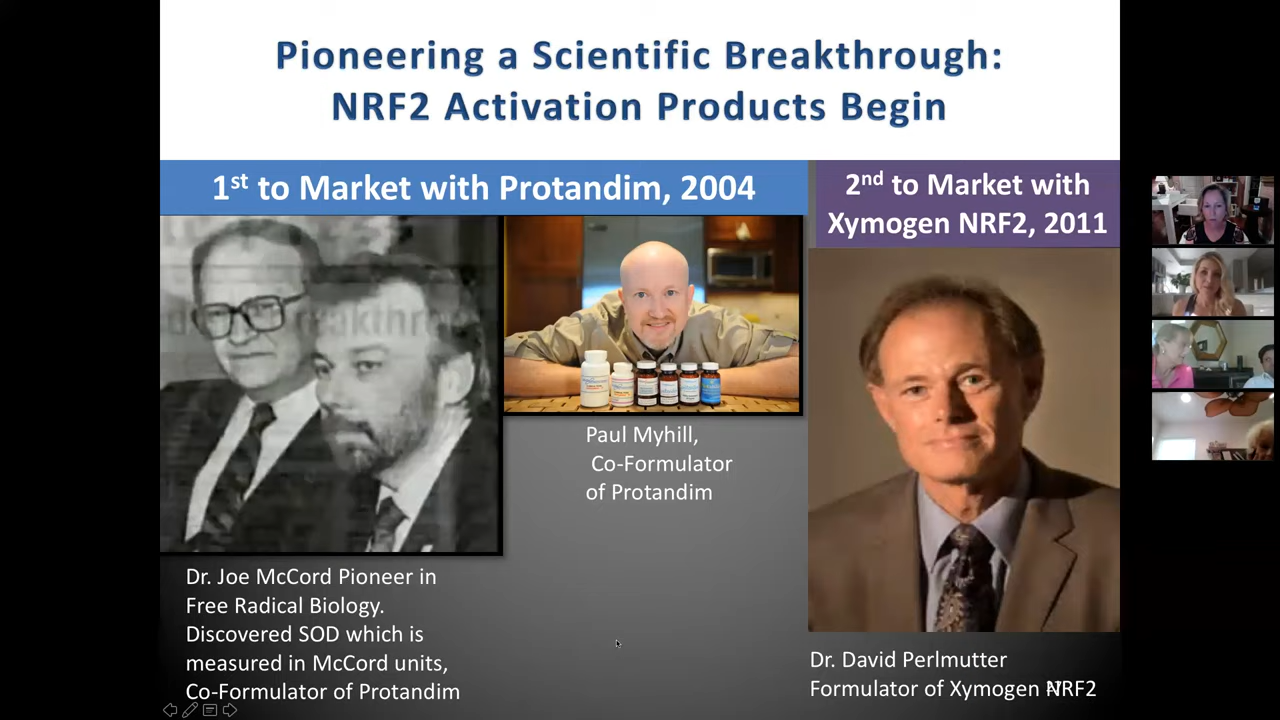 Pioneering a Scientific Breakthrough:
NRF2 Activation Products Begin
1st to Market with Protandim, 2004
2nd to Market with
Xymogen NRF2, 2011
Paul Myhill,
Co-Formulator
of Protandim
Dr. Joe McCord Pioneer in
Free Radical Biology.
Discovered SOD which is
measured in McCord units,
Co-Formulator of Protandim
Dr. David Perlmutter
Formulator of Xymogen NRF2